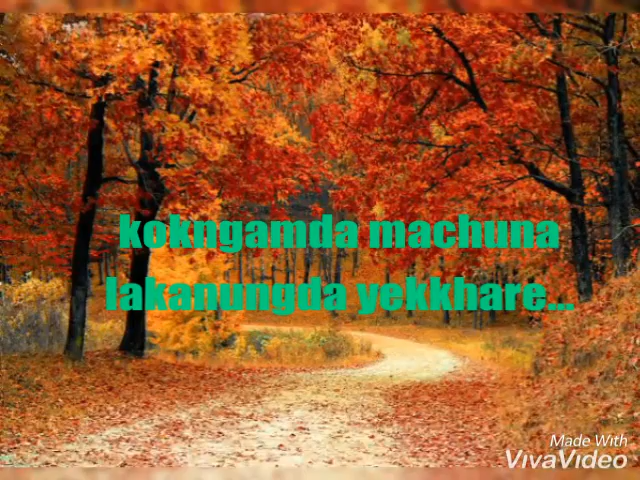 kokngamda machuna
lakanungda yekkhare...
Made With
VivaVideo